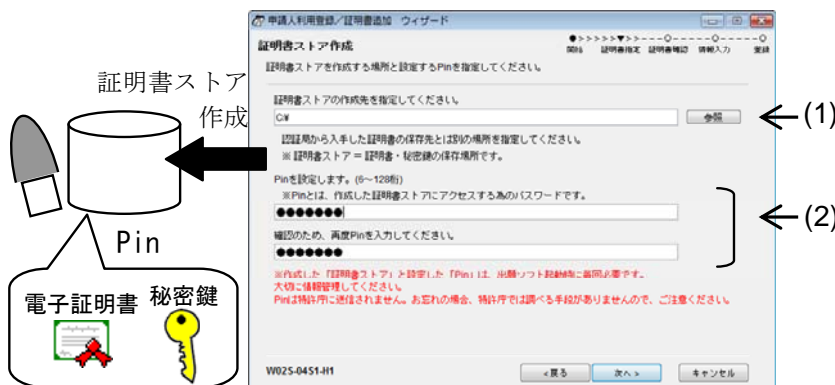 申請人利用登録／証明書追加 ウィザード
証明書ストア作成
●>>>>>▼>>---○------○------○
開始 証明書指定 証明書確認 情報入力 登録
証明書ストアを作成する場所と設定するPinを指定してください。
証明書ストアの作成先を指定してください。
C¥
参照
(1)
認証局から入手した証明書の保存先とは別の場所を指定してください。
※ 証明書ストア = 証明書・秘密鍵の保存場所です。
Pinを設定します。(6～128桁)
※Pinとは、作成した証明書ストアにアクセスする為のパスワードです。
●●●●●●●
(2)
確認のため、再度Pinを入力してください。
●●●●●●●
※作成した「証明書ストア」と設定した「Pin」は、出願ソフト起動時に毎回必要です。
大切に情報管理してください。
Pinは特許庁に送信されません。お忘れの場合、特許庁では調べる手段がありませんので、ご注意ください。
W02S-04S1-H1
<戻る
次へ>
キャンセル
証明書ストア
作成
Pin
電子証明書
秘密鍵